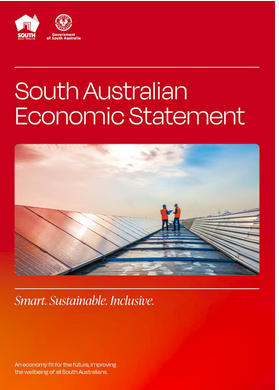 SOUTH
Government
of South Australia
South Australian
Economic Statement
Smart. Sustainable. Inclusive.
An economy fit for the future, improving
the wellbeing of all South Australians.